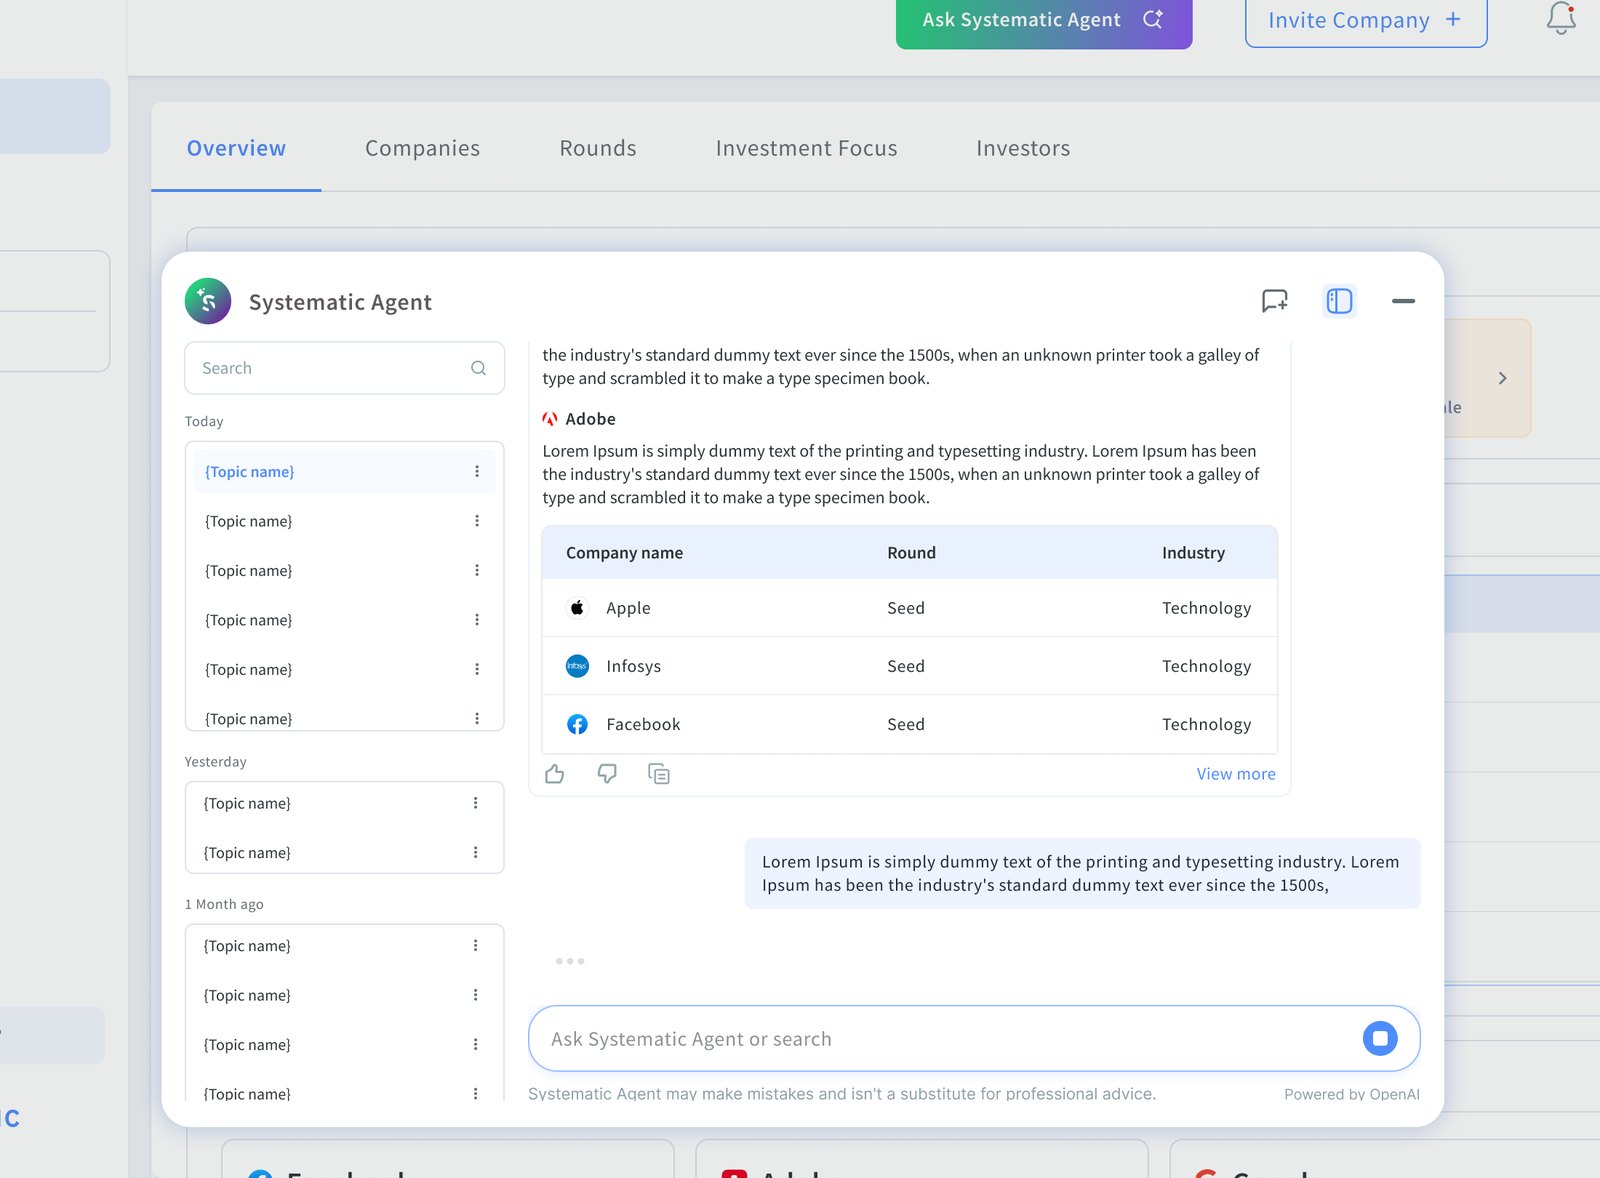 Ask Systematic Agent
Invite Company +
Overview
Companies
Rounds
Investment Focus
Investors
Systematic Agent
Search
Today
{Topic name}
{Topic name}
{Topic name}
{Topic name}
{Topic name}
{Topic name}
Yesterday
{Topic name}
{Topic name}
1 Month ago
{Topic name}
{Topic name}
{Topic name}
{Topic name}
the industry's standard dummy text ever since the 1500s, when an unknown printer took a galley of
type and scrambled it to make a type specimen book.
Adobe
Lorem Ipsum is simply dummy text of the printing and typesetting industry. Lorem Ipsum has been
the industry's standard dummy text ever since the 1500s, when an unknown printer took a galley of
type and scrambled it to make a type specimen book.
Company name Round Industry
Apple Seed Technology
Infosys Infosys Seed Technology
Facebook Seed Technology
View more
Lorem Ipsum is simply dummy text of the printing and typesetting industry. Lorem
Ipsum has been the industry's standard dummy text ever since the 1500s,
Ask Systematic Agent or search
Systematic Agent may make mistakes and isn't a substitute for professional advice.
Powered by OpenAI